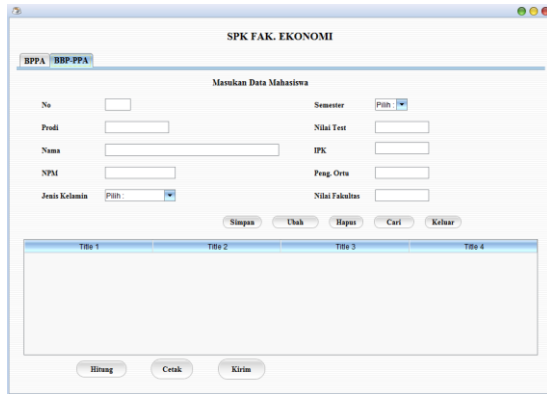 SPK FAK. EKONOMI
BPPA BBP-PPA
Masukan Data Mahasiswa
No Semester Pilih :
Prodi Nilai Test
Nama IPK
NPM Peng. Ortu
Jenis Kelamin Pilih : Nilai Fakultas
Simpan Ubah Hapus Cari Keluar
Title 1 Title 2 Title 3 Title 4
Hitung Cetak Kirim